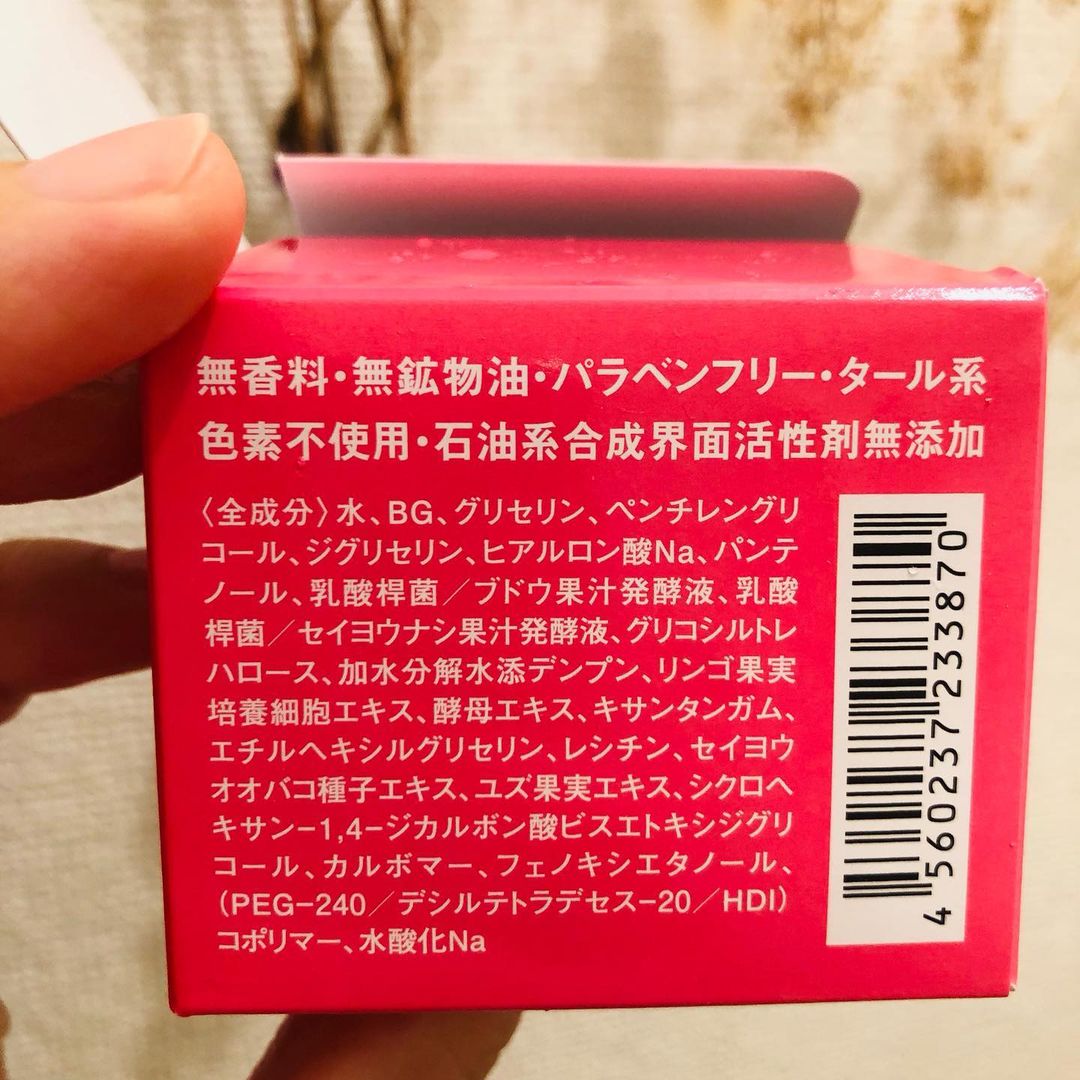 無香料・無鉱物油・パラベンフリー・タール系
色素不使用・石油系合成界面活性剤無添加
〈全成分〉水、BG、グリセリン、ペンチレングリ
コール、ジグリセリン、ヒアルロン酸Na、パンテ
ノール、乳酸桿菌／ブドウ果汁発酵液、乳酸
桿菌／セイヨウナシ果汁発酵液、グリコシルトレ
ハロース、加水分解水添デンプン、リンゴ果実
培養細胞エキス、酵母エキス、キサンタンガム、
エチルヘキシルグリセリン、レシチン、セイヨウ
オオバコ種子エキス、ユズ果実エキス、シクロヘ
キサン−1,4−ジカルボン酸ビスエトキシジグリ
コール、カルボマー、フェノキシエタノール、
(PEG−240／デシルテトラデセス−20／HDI)
コポリマー、水酸化Na
4 560237 233870